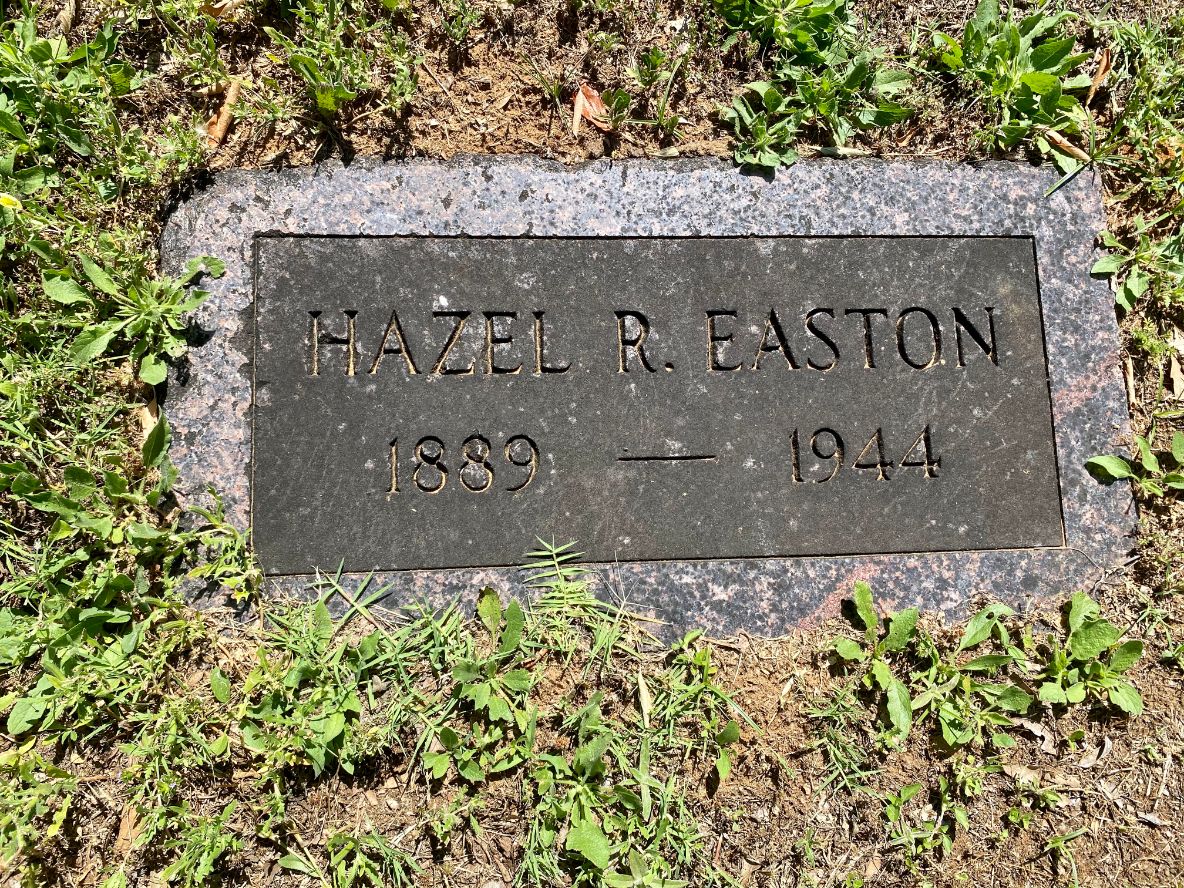 HAZEL R. EASTON
1889 — 1944